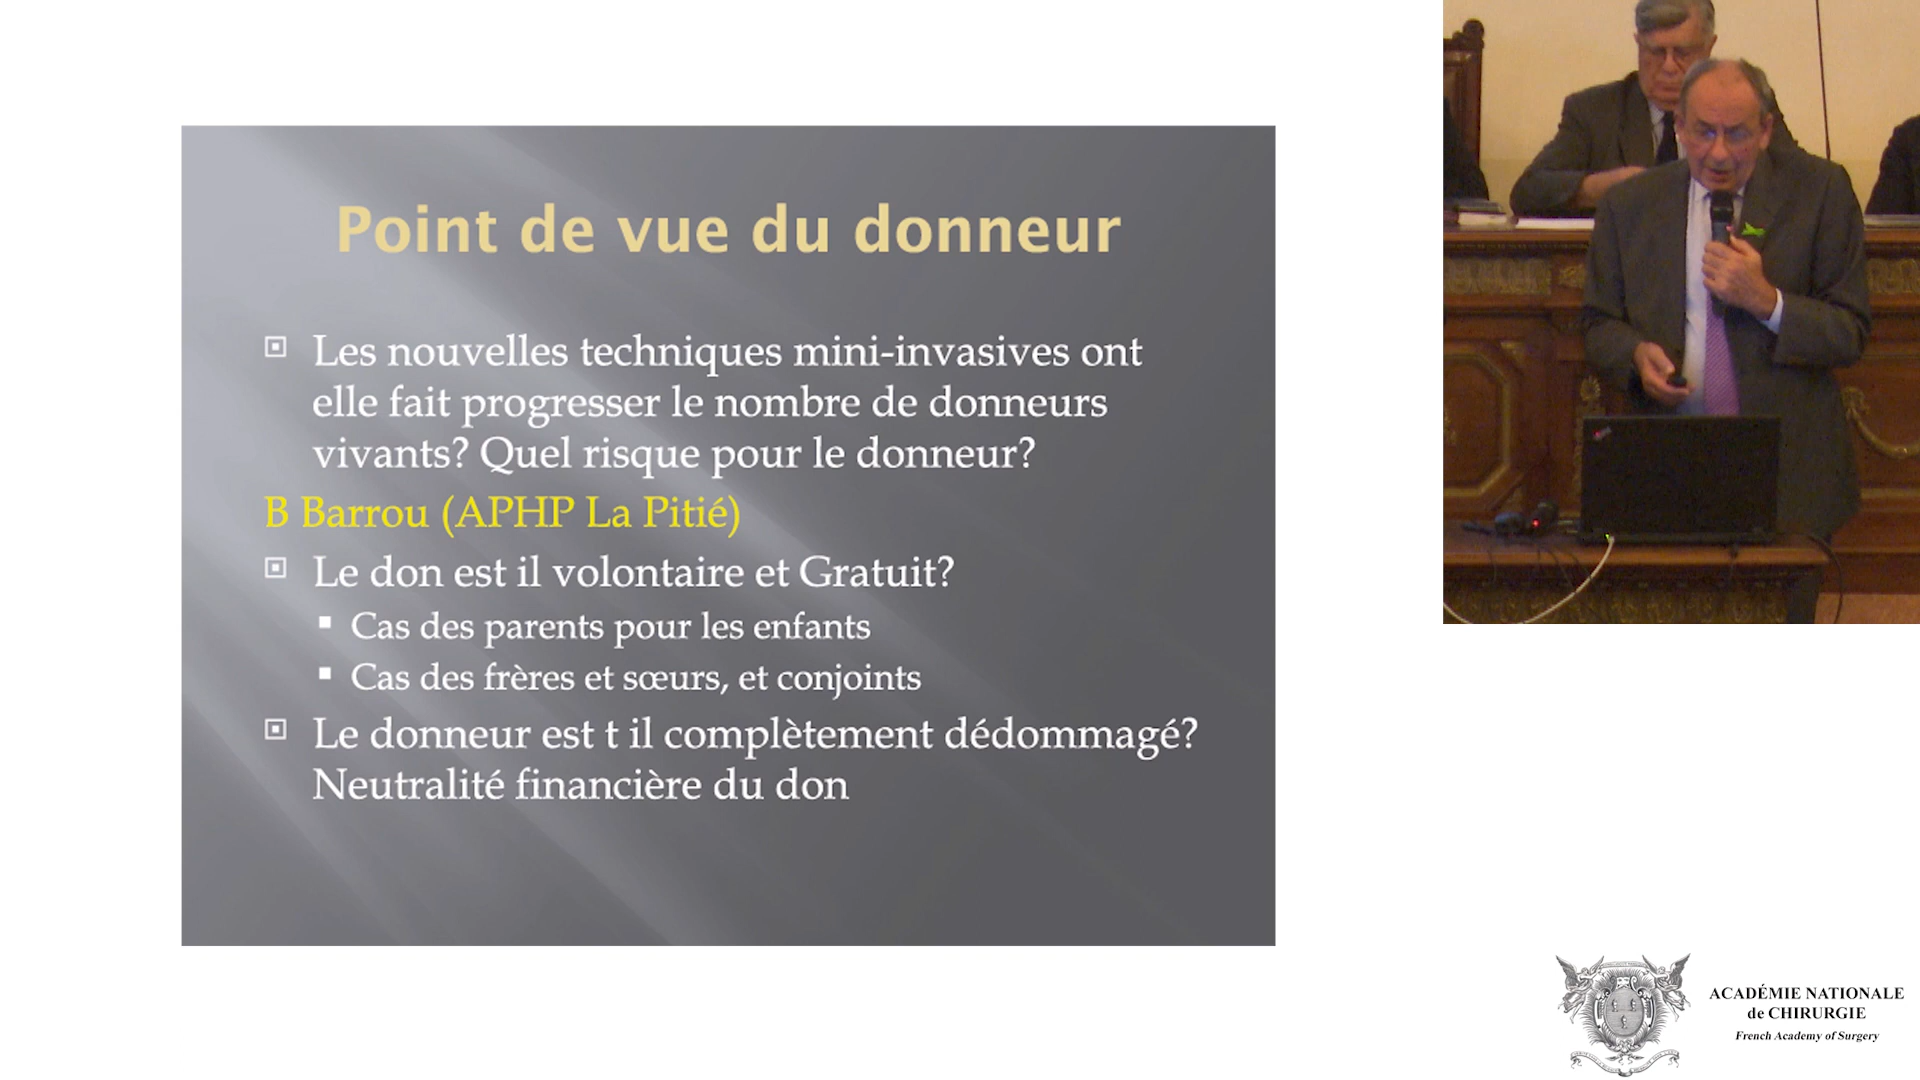 Point de vue du donneur
Les nouvelles techniques mini-invasives ont
elle fait progresser le nombre de donneurs
vivants? Quel risque pour le donneur?
B Barrou (APHP La Pitié)
Le don est il volontaire et Gratuit?
Cas des parents pour les enfants
Cas des frères et sœurs, et conjoints
Le donneur est t il complètement dédommagé?
Neutralité financière du don
ACADÉMIE NATIONALE
de CHIRURGIE
French Academy of Surgery